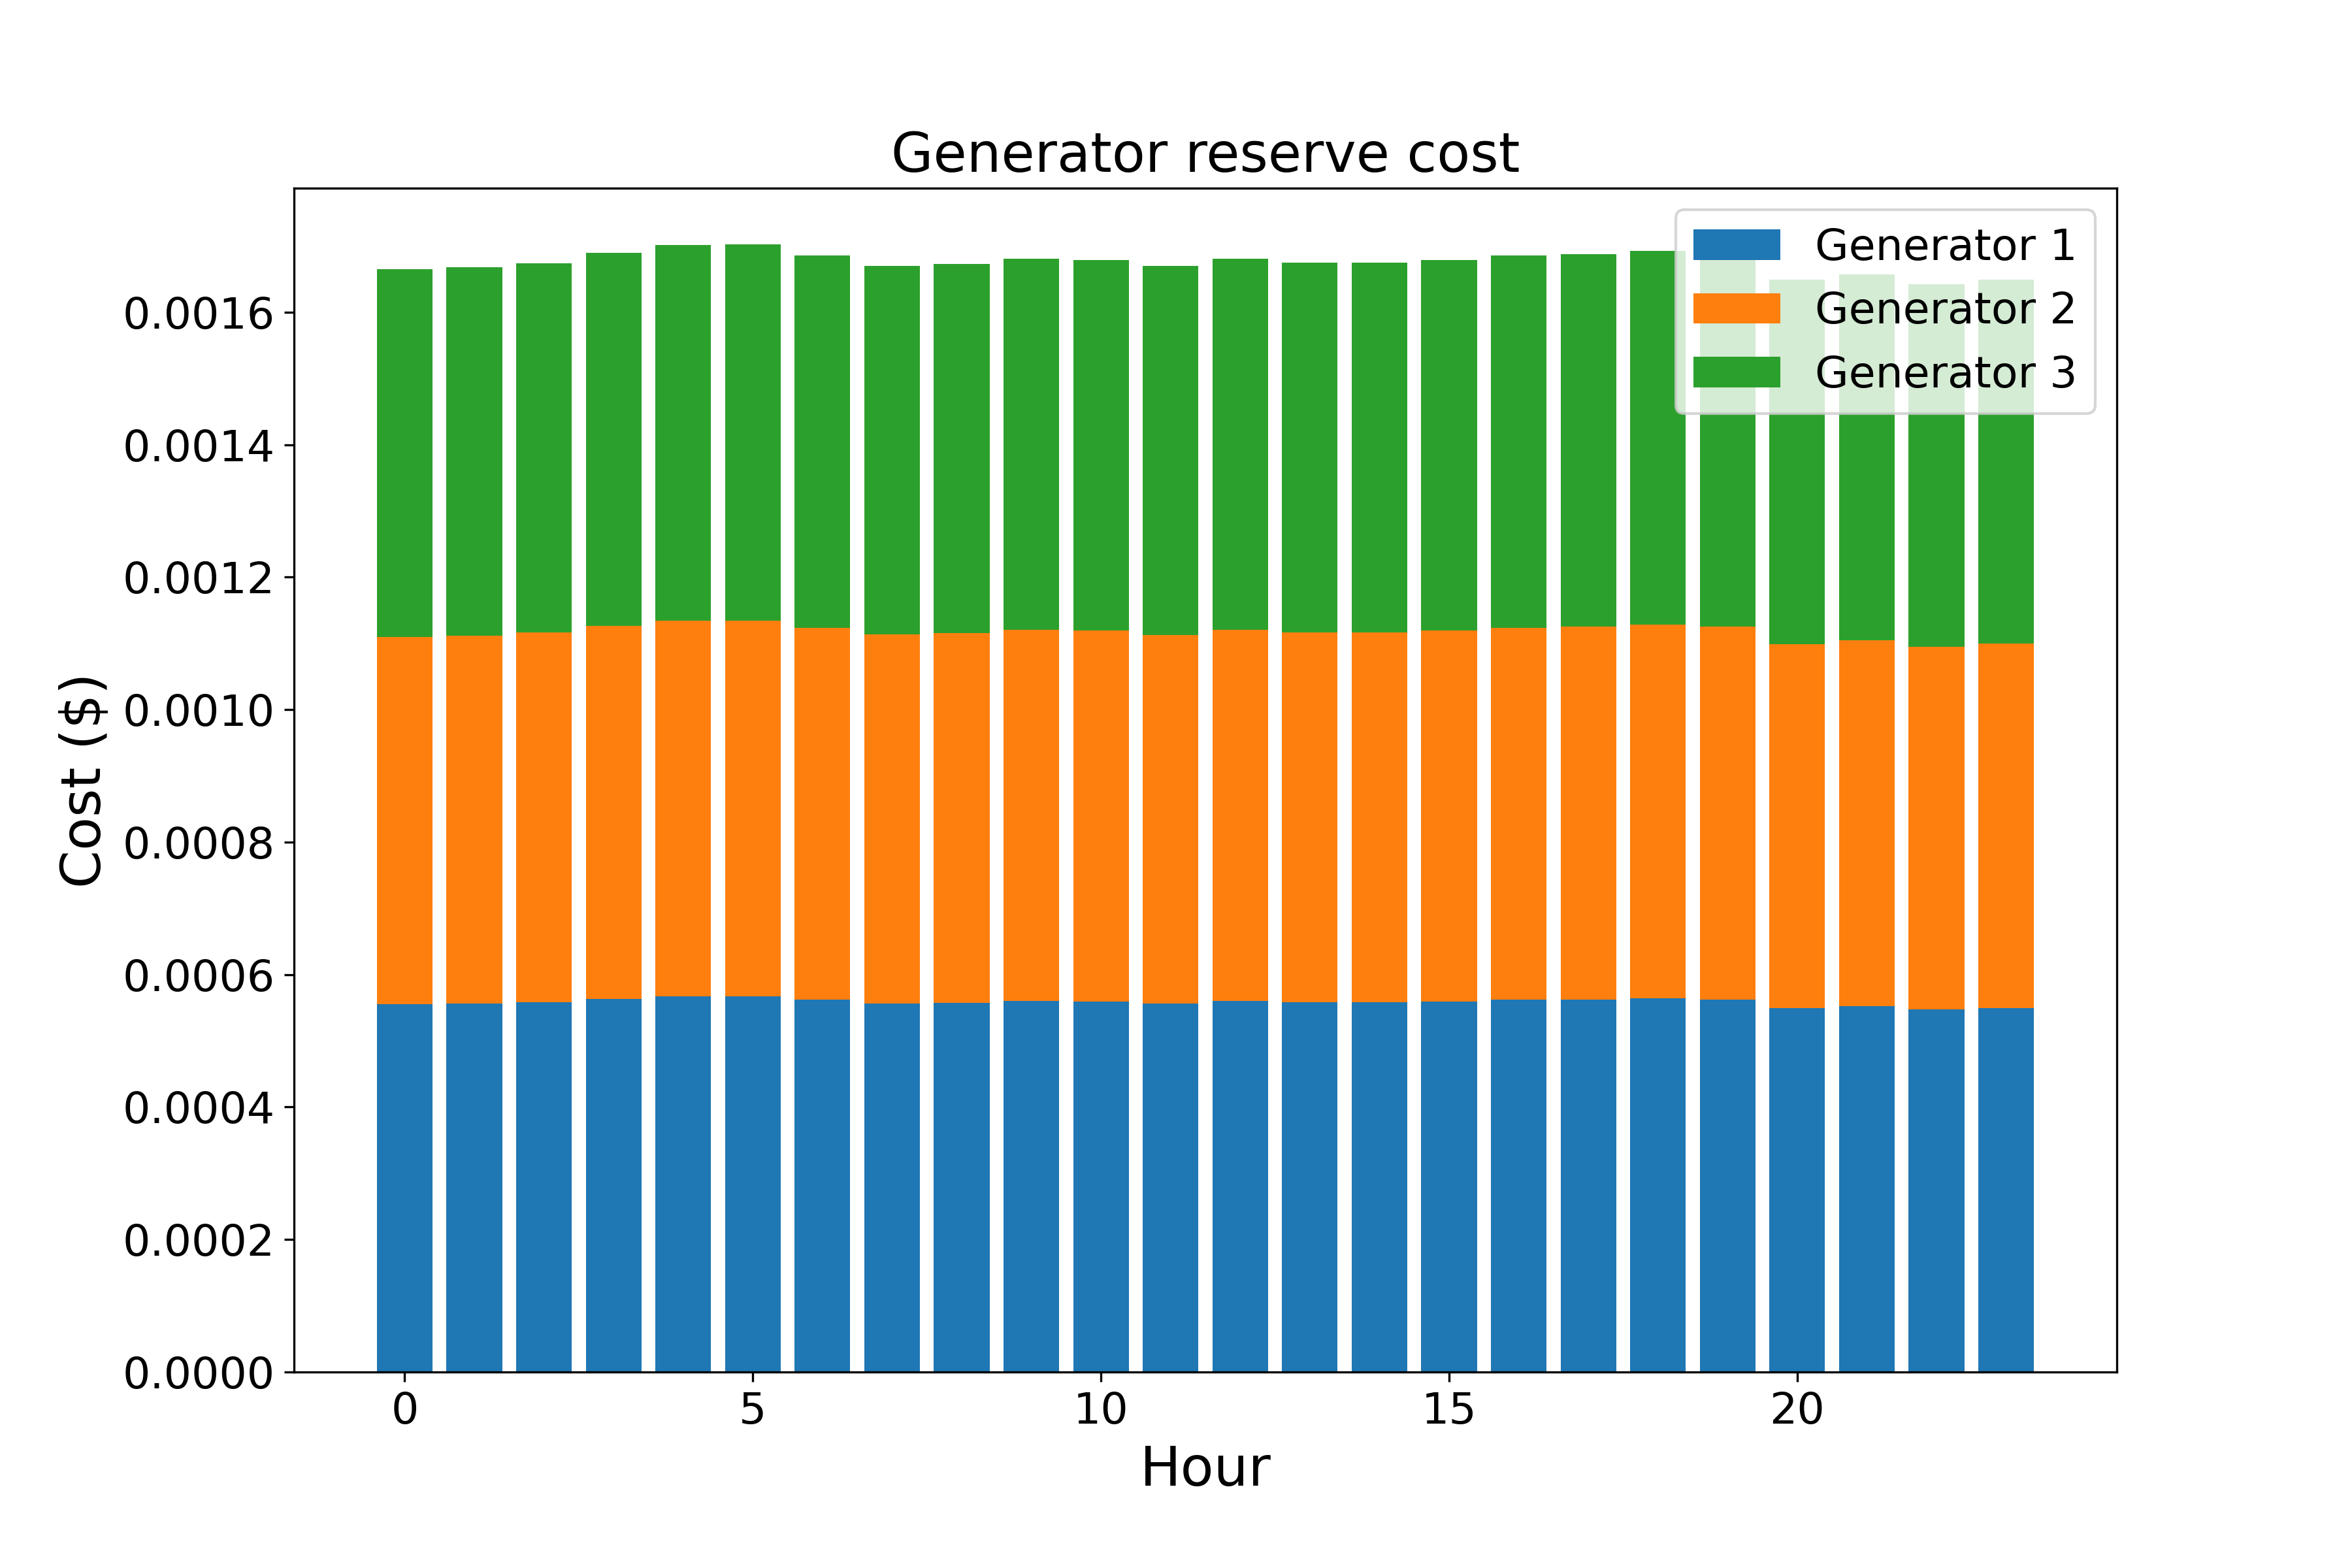 Generator reserve cost
Generator 1
Generator 2
Generator 3
Cost ($)
0.0016
0.0014
0.0012
0.0010
0.0008
0.0006
0.0004
0.0002
0.0000
0 5 10 15 20
Hour